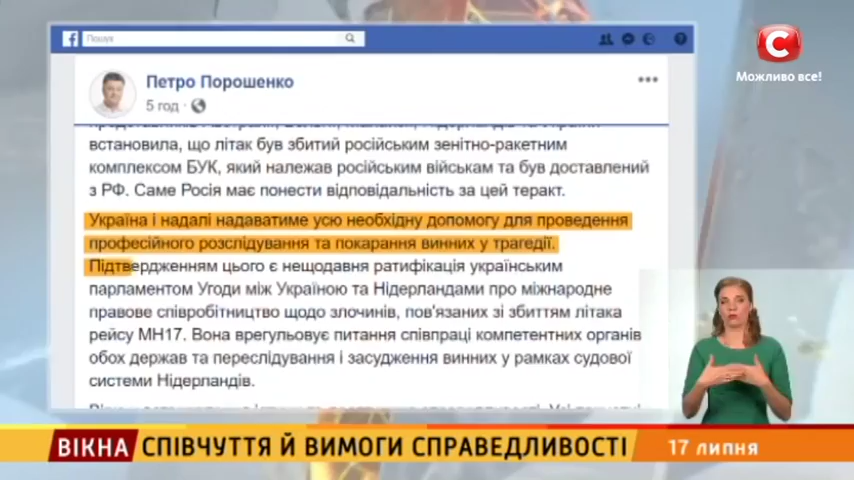 Пошук
С
Можливо все!
Петро Порошенко
5 год
встановила, що літак був збитий російським зенітно-ракетним
комплексом БУК, який належав російським військам та був доставлений
з РФ. Саме Росія має понести відповідальність за цей теракт.
Україна і надалі надаватиме усю необхідну допомогу для проведення
професійного розслідування та покарання винних у трагедії.
Підтвердженням цього є нещодавня ратифікація українським
парламентом Угоди між Україною та Нідерландами про міжнародне
правове співробітництво щодо злочинів, пов'язаних зі збиттям літака
рейсу МН17. Вона врегульовує питання співпраці компетентних органів
обох держав та переслідування і засудження винних у рамках судової
системи Нідерландів.
ВІКНА СПІВЧУТТЯ Й ВИМОГИ СПРАВЕДЛИВОСТІ 17 липня